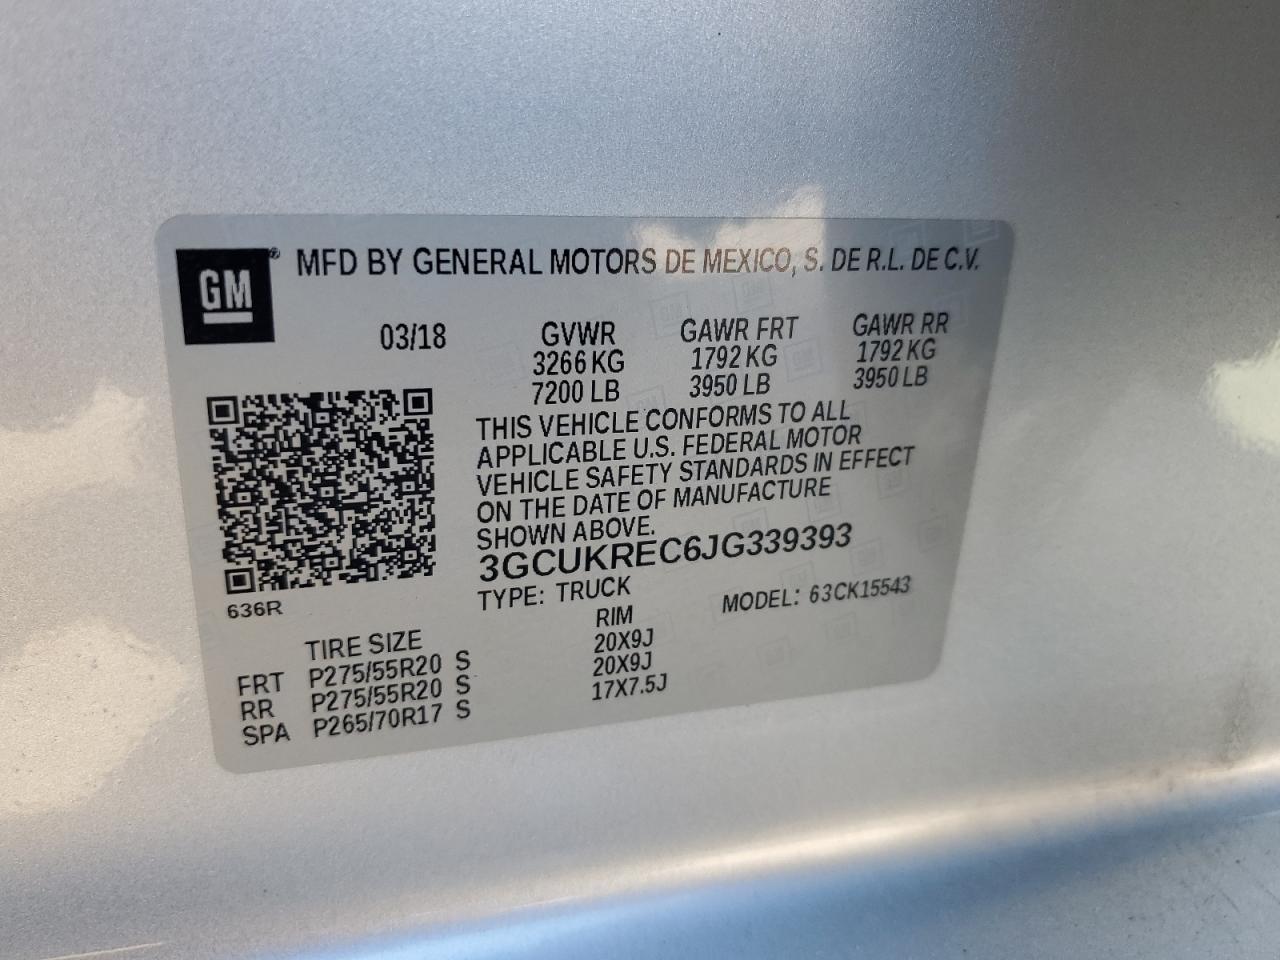 GM® MFD BY GENERAL MOTORS DE MEXICO, S. DE R.L. DE C.V.
03/18 GVWR GAWR FRT GAWR RR
3266 KG 1792 KG 1792 KG
7200 LB 3950 LB 3950 LB
THIS VEHICLE CONFORMS TO ALL
APPLICABLE U.S. FEDERAL MOTOR
VEHICLE SAFETY STANDARDS IN EFFECT
ON THE DATE OF MANUFACTURE
SHOWN ABOVE.
3GCUKREC6JG339393
TYPE: TRUCK MODEL: 63CK15543
636R
TIRE SIZE RIM
FRT P275/55R20 S 20X9J
RR P275/55R20 S 20X9J
SPA P265/70R17 S 17X7.5J